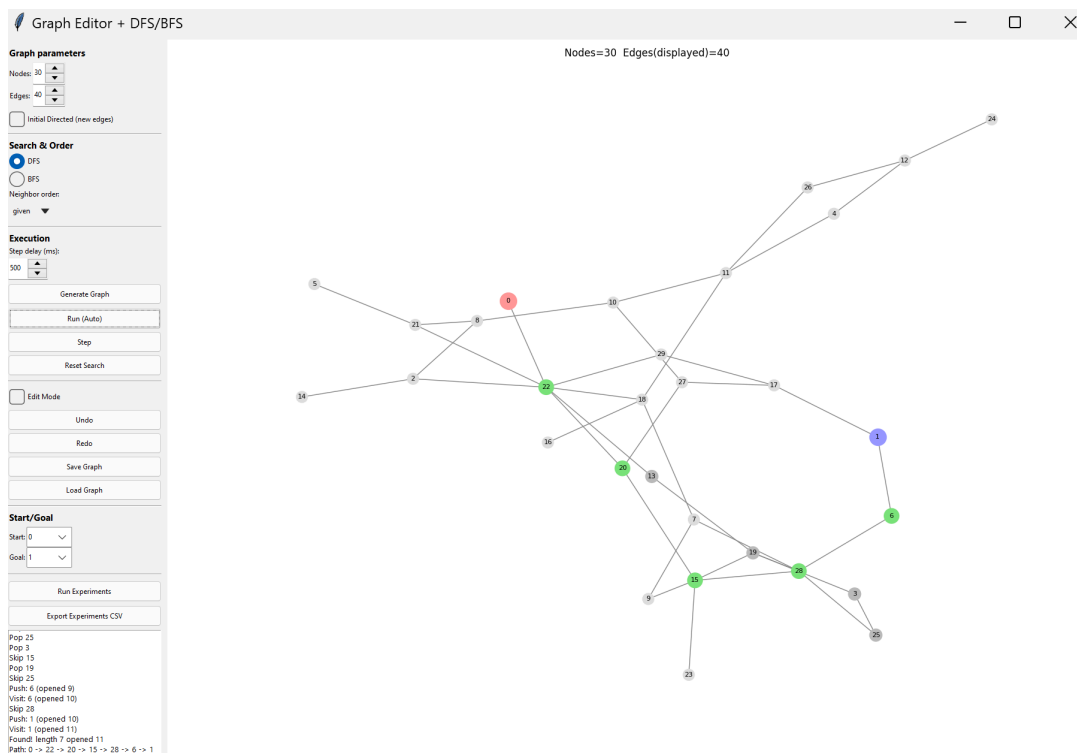 Graph Editor + DFS/BFS
Graph parameters
Nodes: 30
Edges: 40
Initial Directed (new edges)
Search & Order
DFS
BFS
Neighbor order:
given
Execution
Step delay (ms):
500
Generate Graph
Run (Auto)
Step
Reset Search
Edit Mode
Undo
Redo
Save Graph
Load Graph
Start/Goal
Start: 0
Goal: 1
Run Experiments
Export Experiments CSV
Pop 25
Pop 3
Skip 15
Pop 19
Skip 25
Push: 6 (opened 9)
Visit: 6 (opened 10)
Skip 28
Push: 1 (opened 10)
Visit: 1 (opened 11)
Found! length 7 opened 11
Path: 0 -> 22 -> 20 -> 15 -> 28 -> 6 -> 1
Nodes=30 Edges(displayed)=40
24
12
26
4
11
5
0
10
8
21
29
2
27
17
22
14
18
1
16
20
13
6
7
19
28
15
3
9
25
23